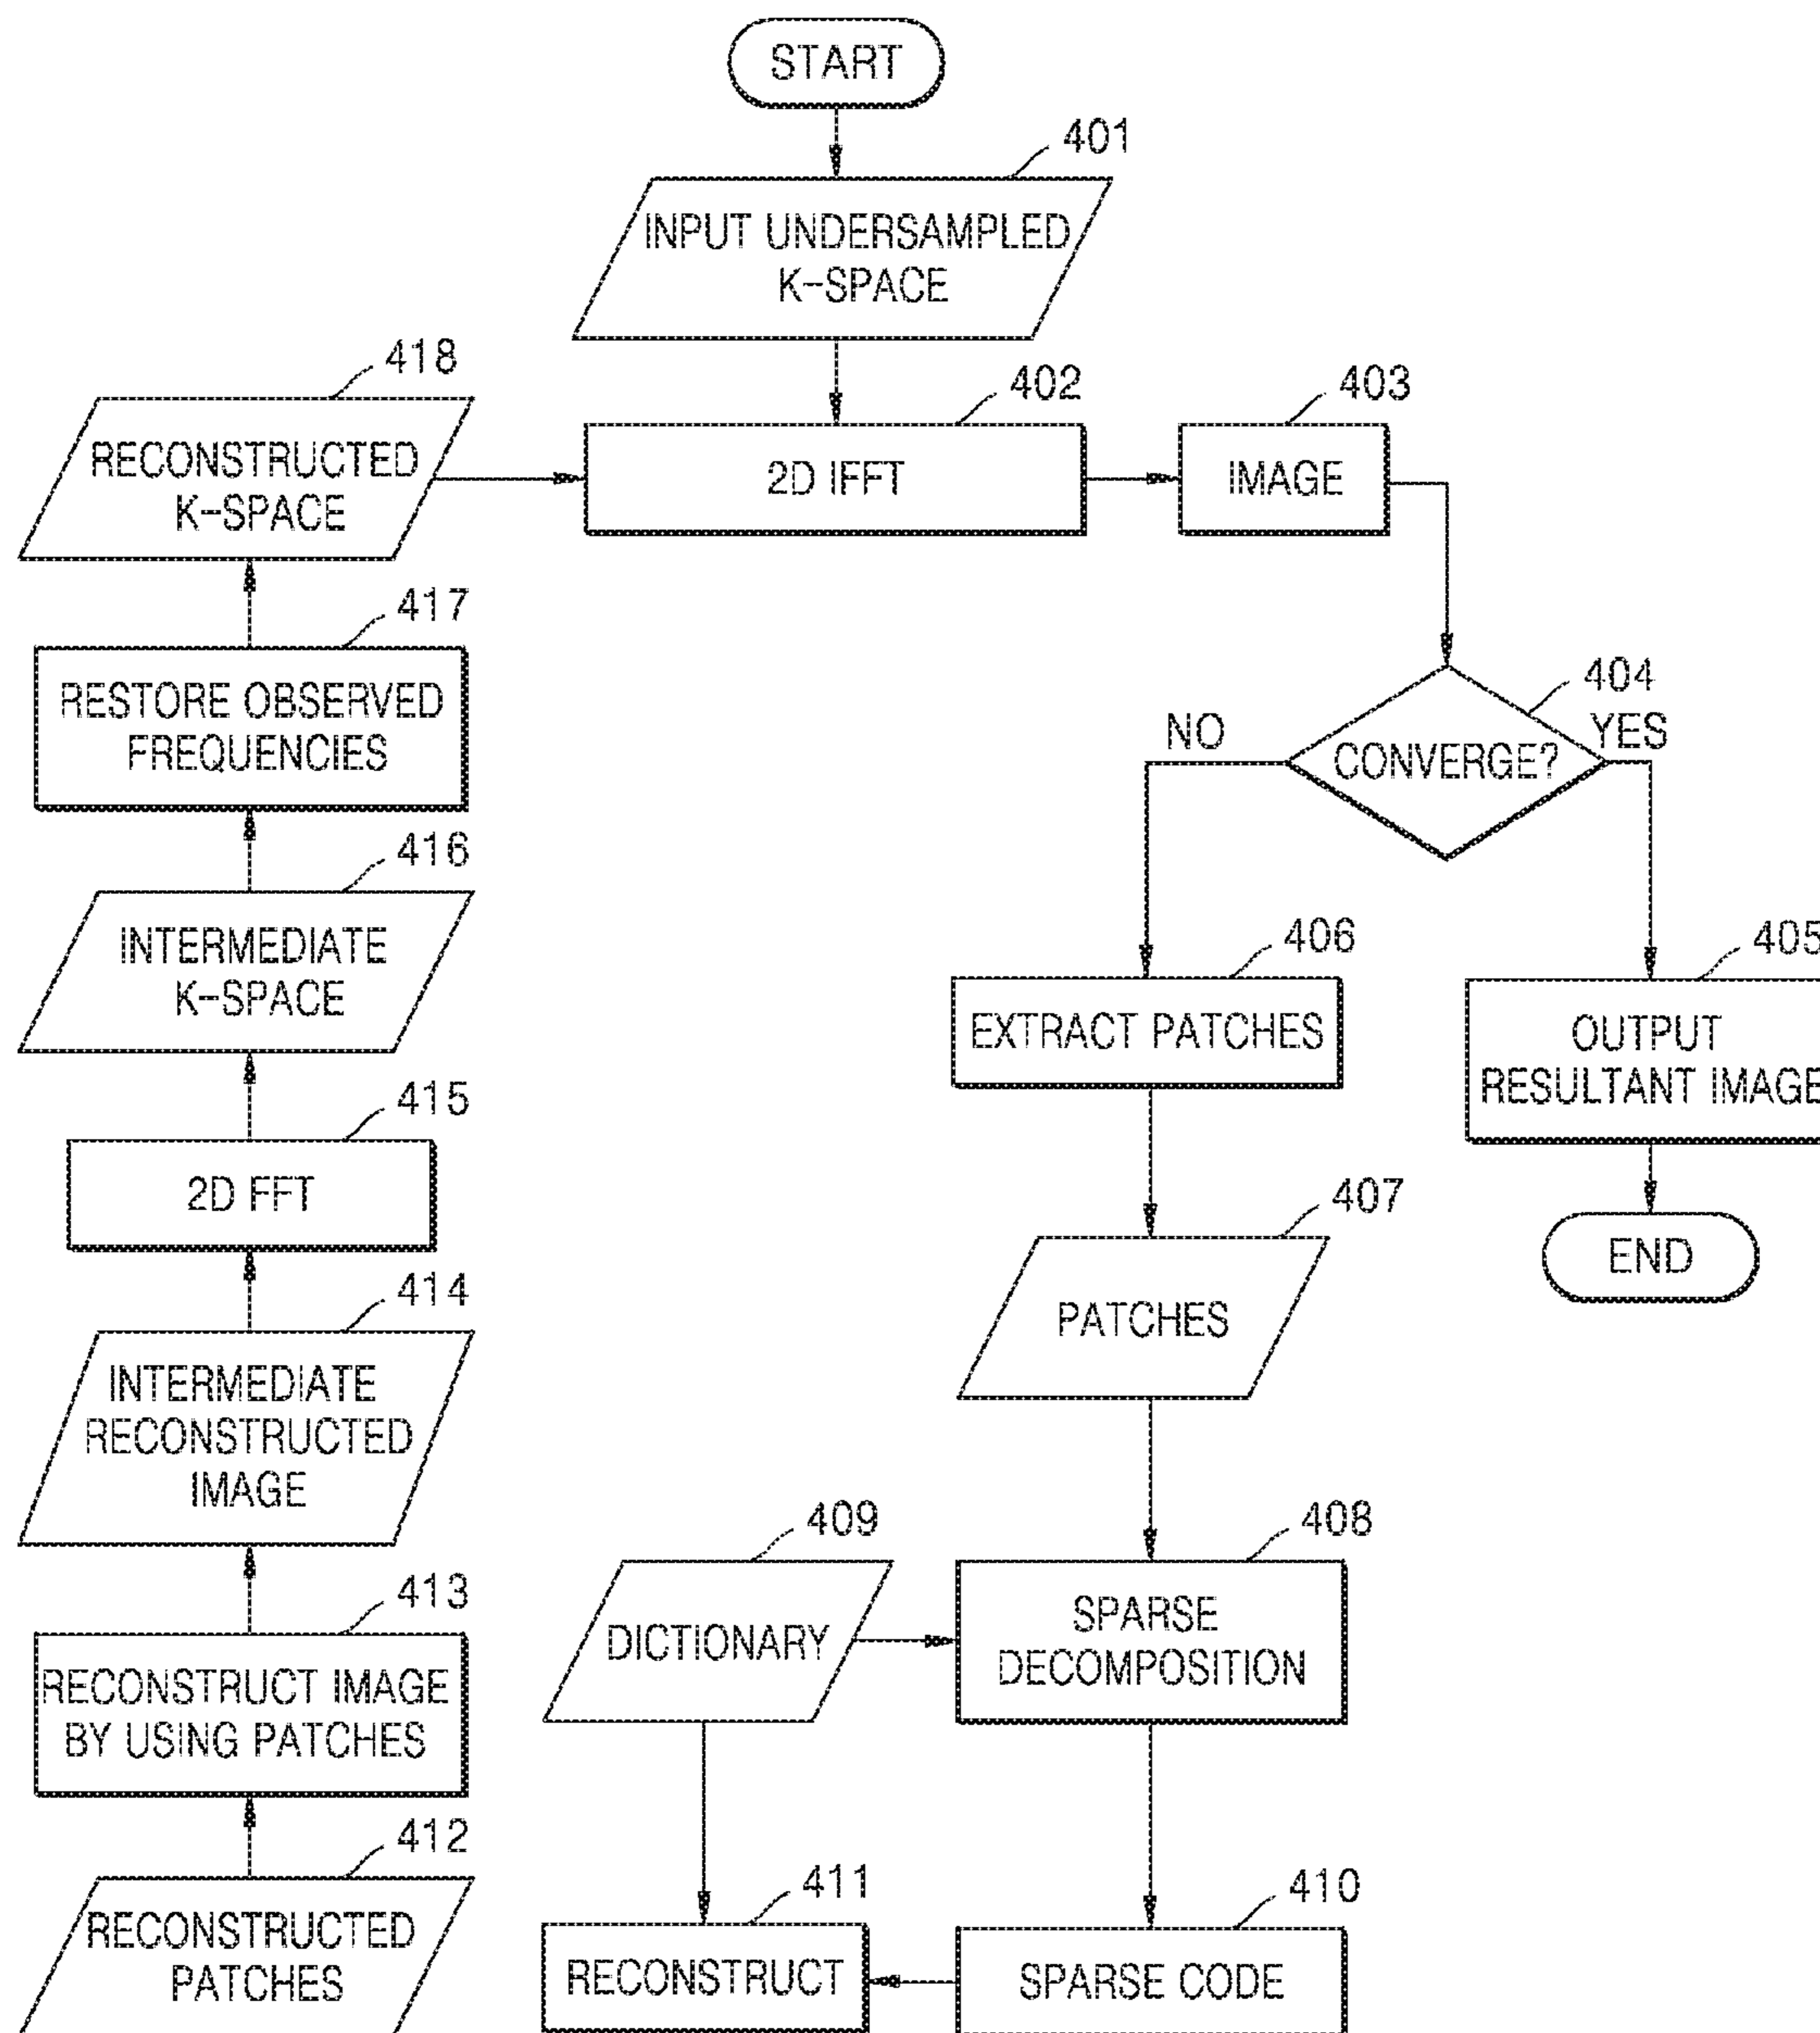 START
401
INPUT UNDERSAMPLED
K-SPACE
418
RECONSTRUCTED
K-SPACE
402
2D IFFT
403
IMAGE
417
RESTORE OBSERVED
FREQUENCIES
404
NO
CONVERGE?
YES
416
INTERMEDIATE
K-SPACE
406
EXTRACT PATCHES
405
OUTPUT
RESULTANT IMAGE
415
2D FFT
407
PATCHES
END
414
INTERMEDIATE
RECONSTRUCTED
IMAGE
409
DICTIONARY
408
SPARSE
DECOMPOSITION
413
RECONSTRUCT IMAGE
BY USING PATCHES
412
RECONSTRUCTED
PATCHES
411
RECONSTRUCT
410
SPARSE CODE